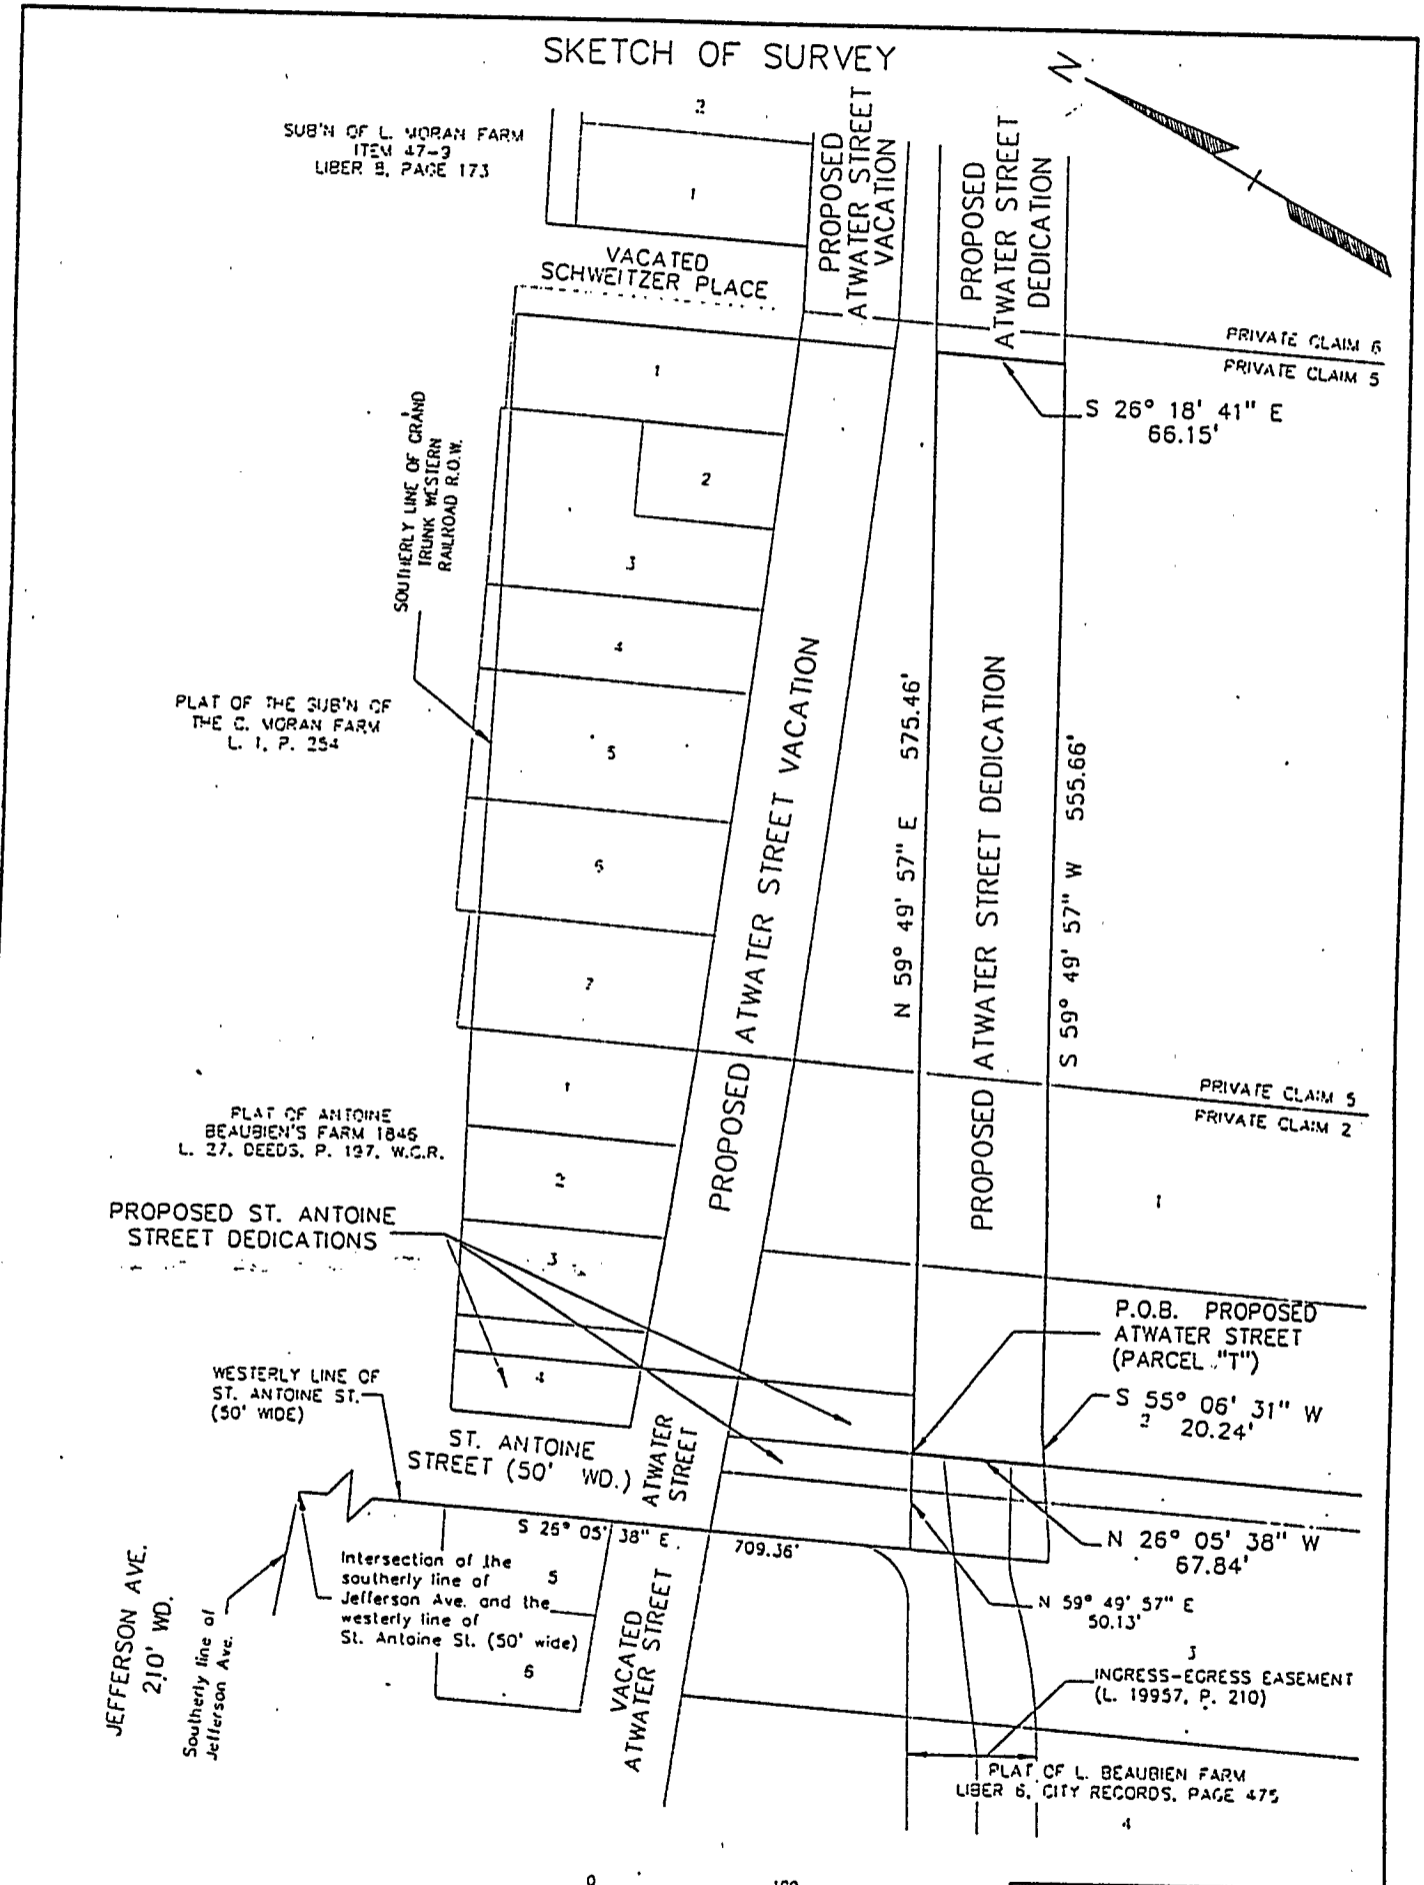 SKETCH OF SURVEY
N
SUB'N OF L. MORAN FARM
ITEM 47-9
LIBER 8, PAGE 173
2
1
PROPOSED
ATWATER STREET
VACATION
PROPOSED
ATWATER STREET
DEDICATION
VACATED
SCHWEITZER PLACE
PRIVATE CLAIM 6
PRIVATE CLAIM 5
S 26° 18' 41" E
66.15'
1
2
3
4
5
6
7
SOUTHERLY LINE OF GRAND
TRUNK WESTERN
RAILROAD R.O.W.
PLAT OF THE SUB'N OF
THE C. MORAN FARM
L. 1, P. 254
PROPOSED ATWATER STREET VACATION
N 59° 49' 57" E 575.46'
PROPOSED ATWATER STREET DEDICATION
S 59° 49' 57" W 555.66'
PRIVATE CLAIM 5
PRIVATE CLAIM 2
PLAT OF ANTOINE
BEAUBIEN'S FARM 1846
L. 27, DEEDS, P. 197, W.C.R.
1
2
3
4
1
PROPOSED ST. ANTOINE
STREET DEDICATIONS
P.O.B. PROPOSED
ATWATER STREET
(PARCEL "T")
S 55° 06' 31" W
2 20.24'
WESTERLY LINE OF
ST. ANTOINE ST.
(50' WIDE)
ST. ANTOINE
STREET (50' WD.)
ATWATER
STREET
S 26° 05' 38" E.
709.36'
N 26° 05' 38" W
67.84'
N 59° 49' 57" E
50.13'
3
Intersection of the
southerly line of
Jefferson Ave. and the
westerly line of
St. Antoine St. (50' wide)
5
6
VACATED
ATWATER STREET
JEFFERSON AVE.
210' WD.
Southerly line of
Jefferson Ave.
INGRESS-EGRESS EASEMENT
(L. 19957, P. 210)
PLAT OF L. BEAUBIEN FARM
LIBER 6, CITY RECORDS, PAGE 475
4